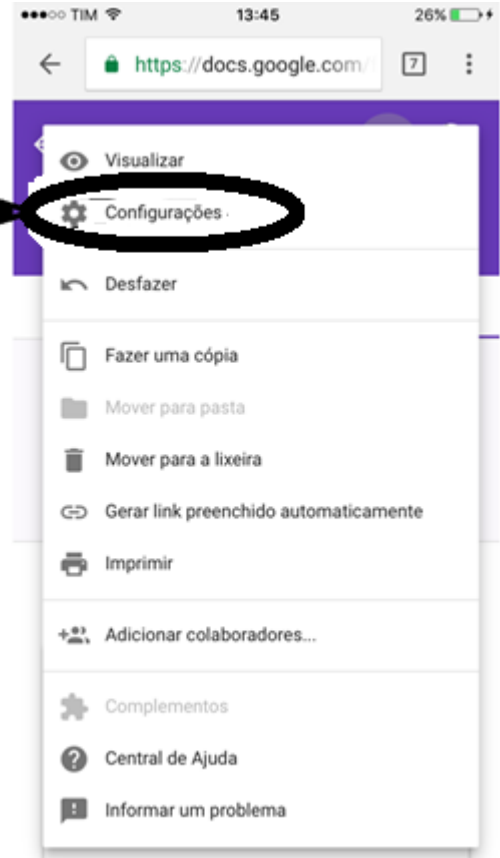 TIM 13:45 26%
https://docs.google.com/ 7
Visualizar
Configurações
Desfazer
Fazer uma cópia
Mover para pasta
Mover para a lixeira
Gerar link preenchido automaticamente
Imprimir
Adicionar colaboradores...
Complementos
Central de Ajuda
Informar um problema